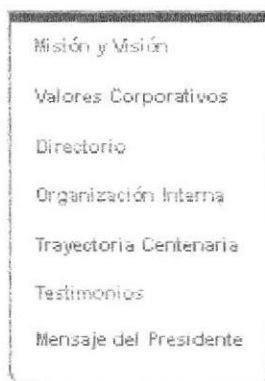 Misión y Visión
Valores Corporativos
Directorio
Organización Interna
Trayectoria Centenaria
Testimonios
Mensaje del Presidente